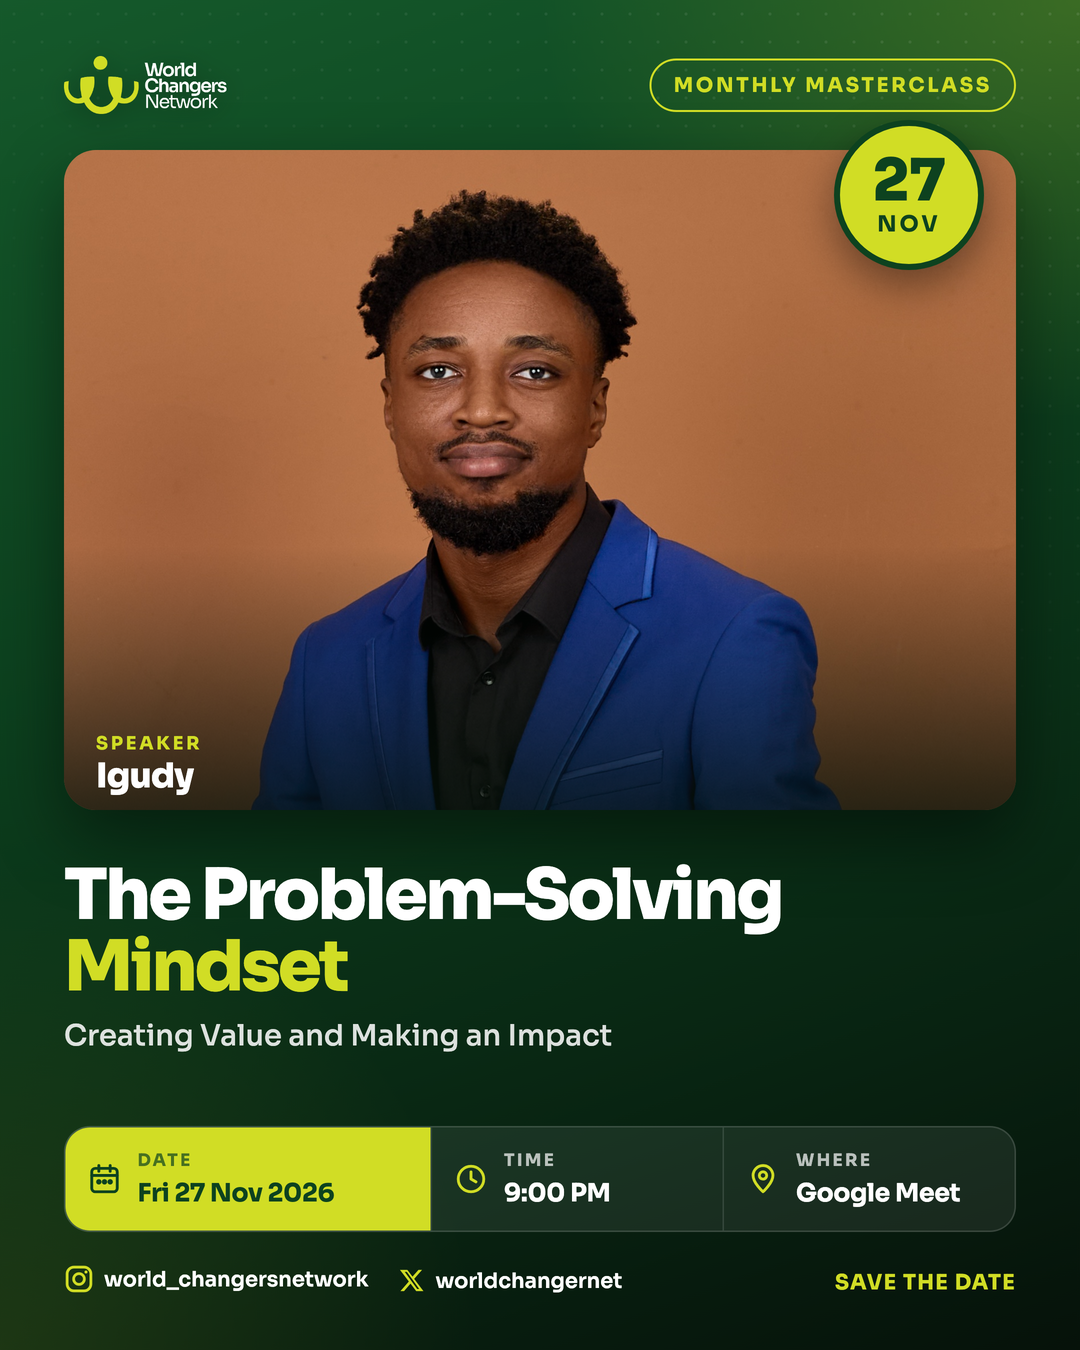 World
Changers
Network
MONTHLY MASTERCLASS
27
NOV
SPEAKER
Igudy
The Problem-Solving
Mindset
Creating Value and Making an Impact
DATE
Fri 27 Nov 2026
TIME
9:00 PM
WHERE
Google Meet
world_changersnetwork
worldchangernet
SAVE THE DATE